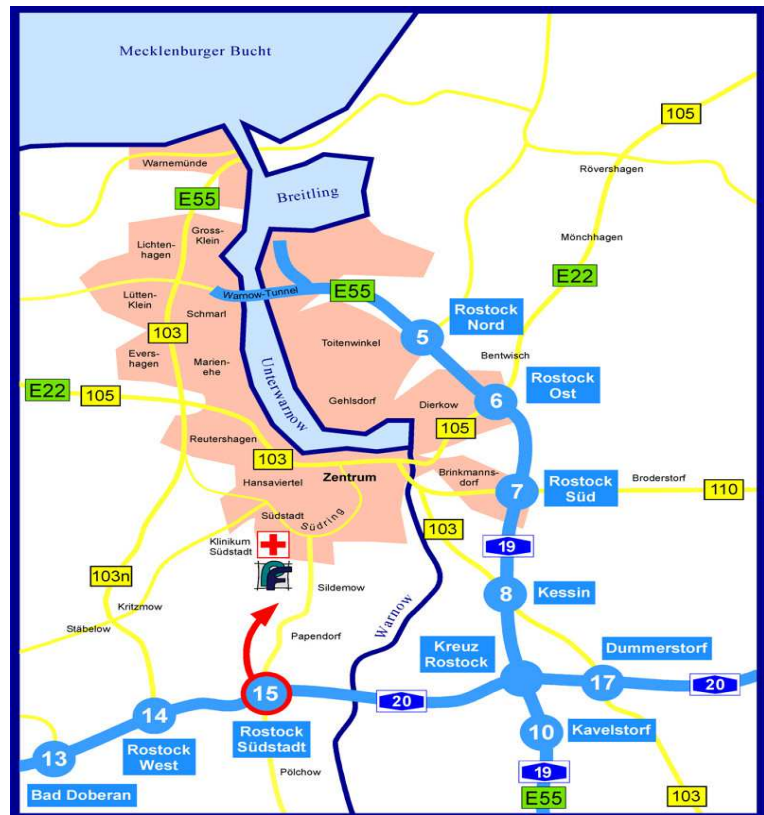 Mecklenburger Bucht
105
Warnemünde
Rövershagen
E55
Breitling
Gross-
Klein
Lichten-
hagen
Mönchhagen
E22
Lütten-
Klein
Warnow-Tunnel
E55
Schmarl
5
Rostock
Nord
103
Toitenwinkel
Evers-
hagen
Marien-
ehe
Bentwisch
Unterwarnow
E22
105
6
Rostock
Ost
Gehlsdorf
Dierkow
105
Reutershagen
103
Zentrum
Hansaviertel
Brinkmanns-
dorf
7
Rostock
Süd
Broderstorf
110
Südstadt
Südring
103
19
Klinikum
Südstadt
103n
Sildemow
8
Kessin
Kritzmow
Stäbelow
Papendorf
Warnow
Kreuz
Rostock
Dummerstorf
15
20
17
20
14
Rostock
West
Rostock
Südstadt
10
Kavelstorf
13
Pölchow
19
Bad Doberan
E55
103